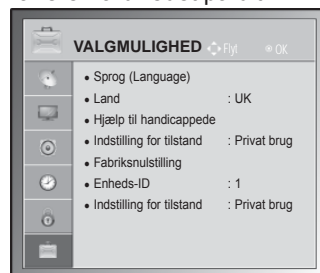 VALGMULIGHED Flyt OK
• Sprog (Language)
• Land : UK
• Hjælp til handicappede
• Indstilling for tilstand : Privat brug
• Fabriksnulstilling
• Enheds-ID : 1
• Indstilling for tilstand : Privat brug